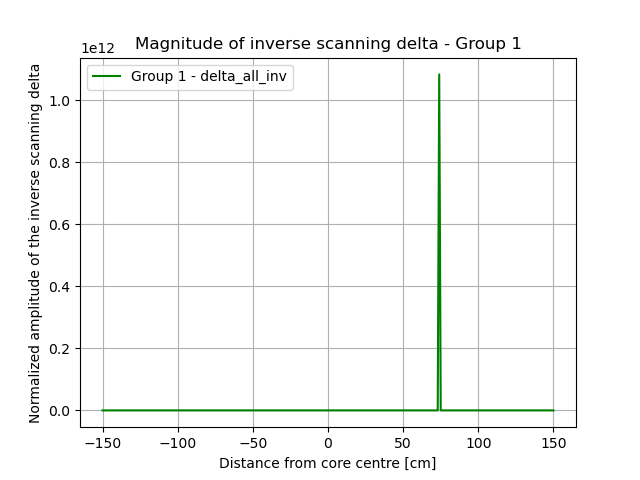 Magnitude of inverse scanning delta - Group 1
1e12
Group 1 - delta_all_inv
Normalized amplitude of the inverse scanning delta
1.0
0.8
0.6
0.4
0.2
0.0
−150 −100 −50 0 50 100 150
Distance from core centre [cm]